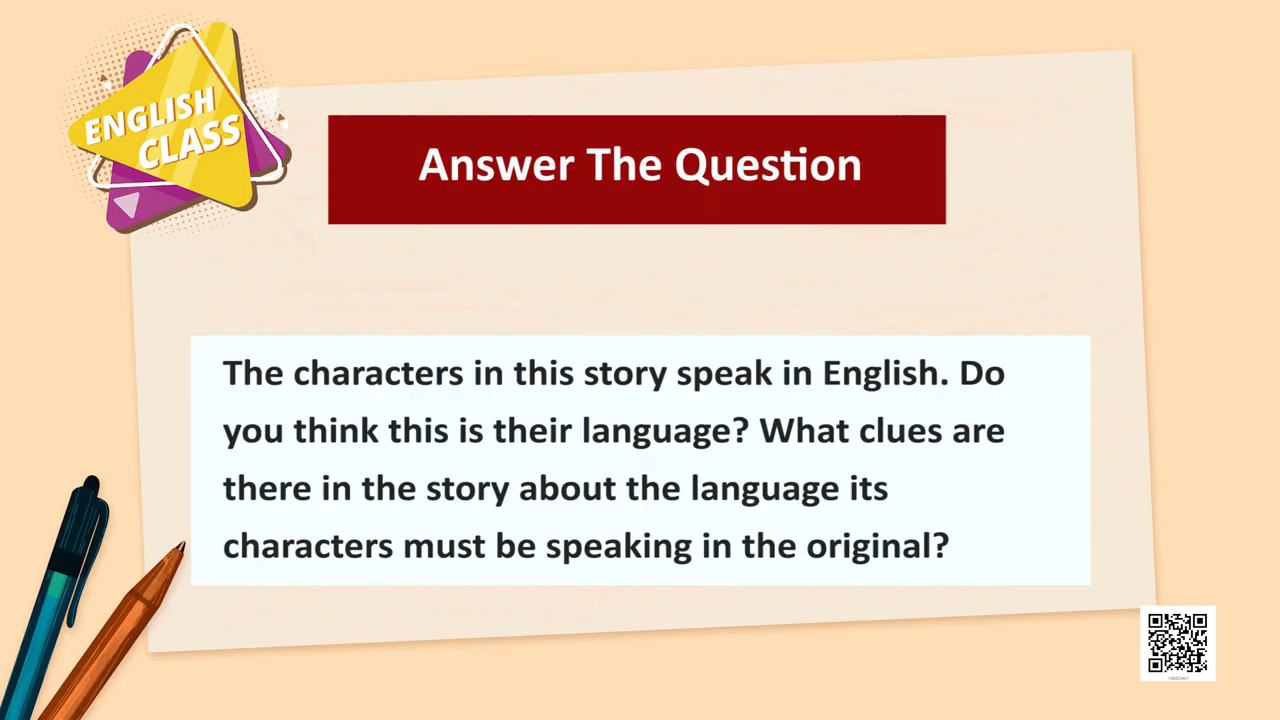 ENGLISH
CLASS
Answer The Question
The characters in this story speak in English. Do
you think this is their language? What clues are
there in the story about the language its
characters must be speaking in the original?